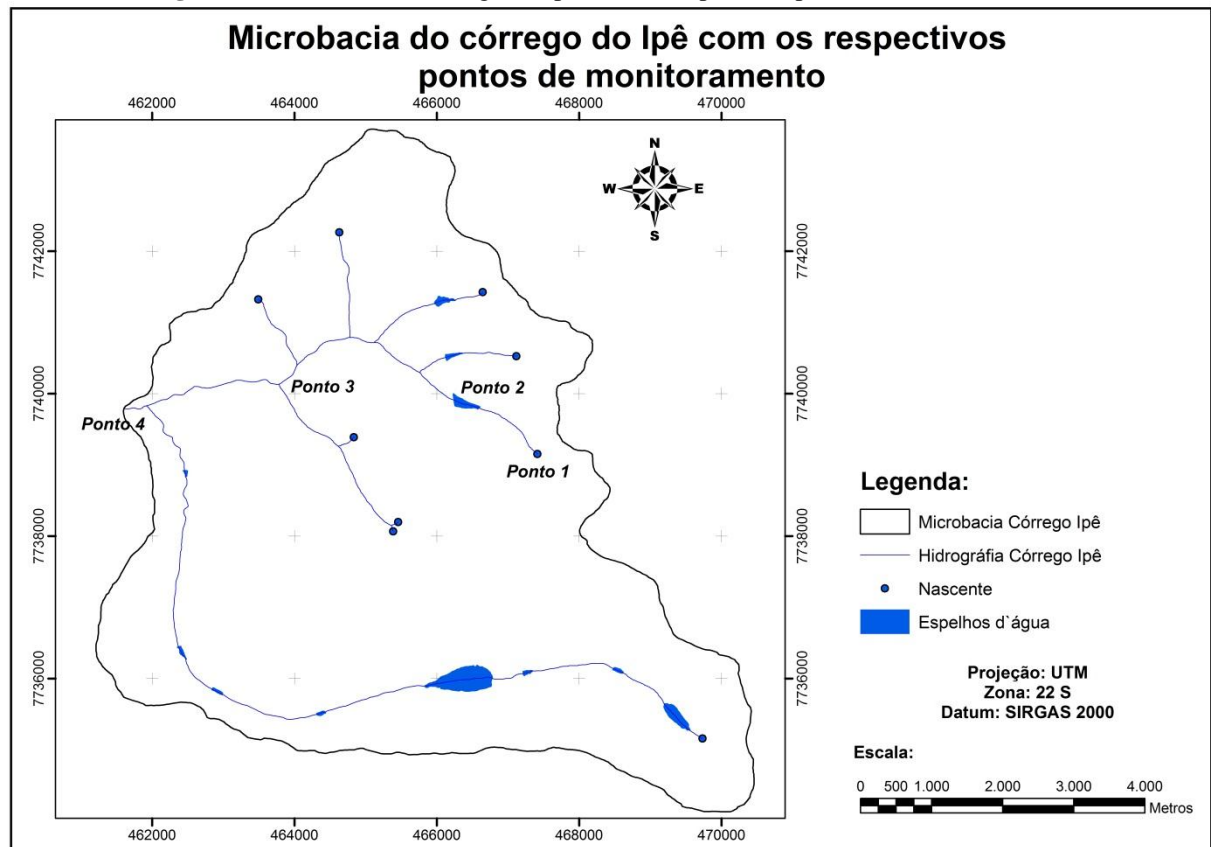 Microbacia do córrego do Ipê com os respectivos
pontos de monitoramento
462000 464000 466000 468000 470000
N
W E
S
7742000 7742000
7740000 7740000
Ponto 3 Ponto 2
Ponto 4
Ponto 1
7738000 7738000
7736000 7736000
462000 464000 466000 468000 470000
Legenda:
Microbacia Córrego Ipê
Hidrográfia Córrego Ipê
Nascente
Espelhos d`água
Projeção: UTM
Zona: 22 S
Datum: SIRGAS 2000
Escala:
0 500 1.000 2.000 3.000 4.000
Metros